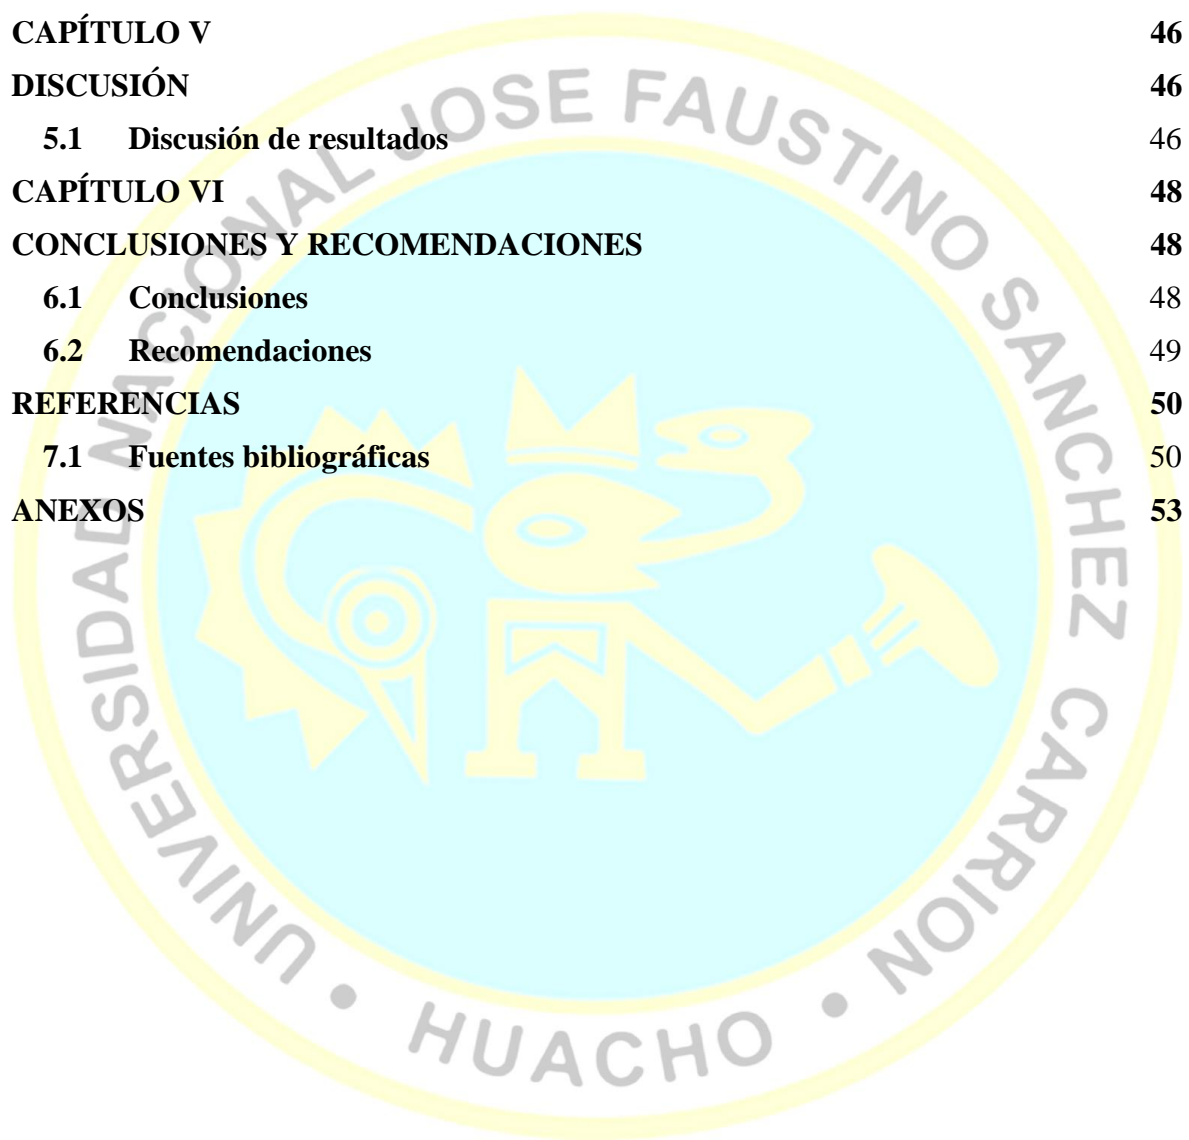 CAPÍTULO V 46
DISCUSIÓN 46
5.1 Discusión de resultados 46
CAPÍTULO VI 48
CONCLUSIONES Y RECOMENDACIONES 48
6.1 Conclusiones 48
6.2 Recomendaciones 49
REFERENCIAS 50
7.1 Fuentes bibliográficas 50
ANEXOS 53
UNIVERSIDAD NACIONAL JOSE FAUSTINO SANCHEZ CARRION • HUACHO •